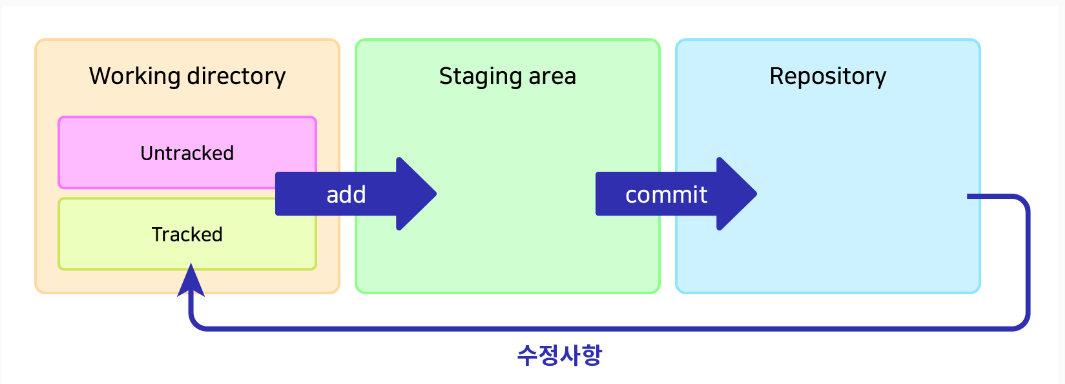 Working directory
Staging area
Repository
Untracked
add
commit
Tracked
수정사항